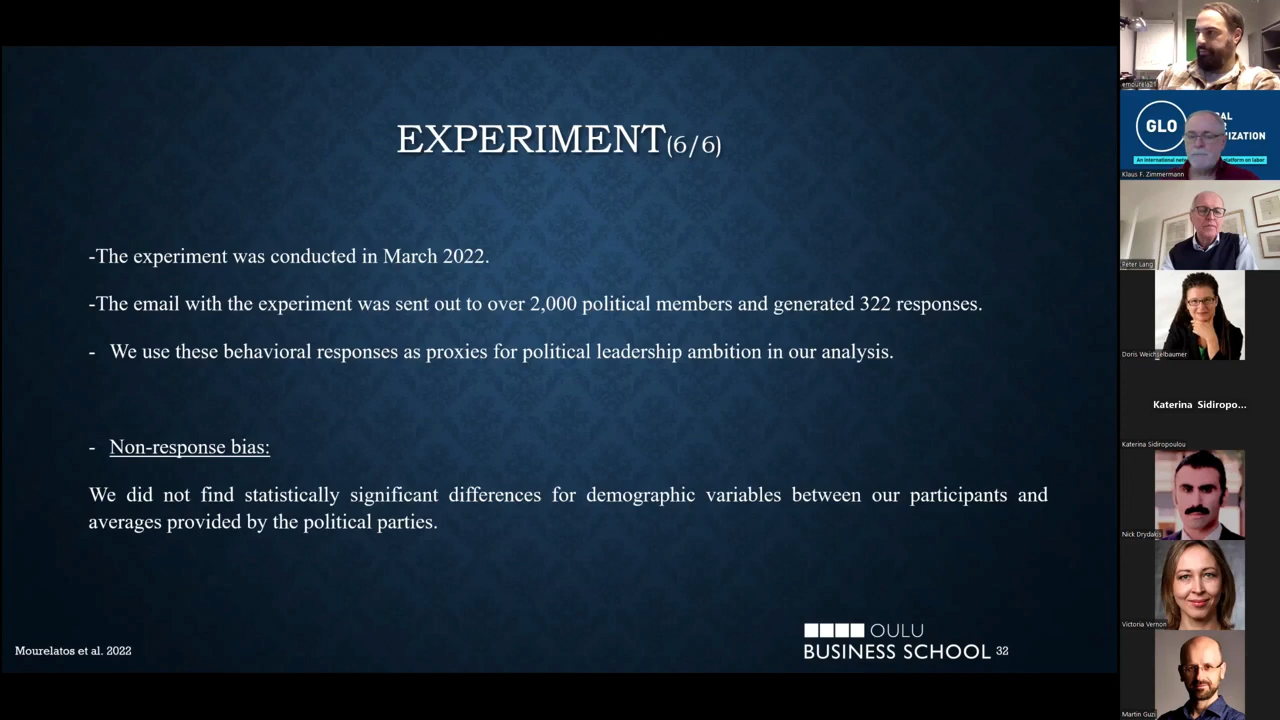 EXPERIMENT(6/6)
-The experiment was conducted in March 2022.
-The email with the experiment was sent out to over 2,000 political members and generated 322 responses.
- We use these behavioral responses as proxies for political leadership ambition in our analysis.
- Non-response bias:
We did not find statistically significant differences for demographic variables between our participants and
averages provided by the political parties.
Mourelatos et al. 2022
OULU
BUSINESS SCHOOL
32
GLO
IZATION
An international
platform on labor
Klaus F. Zimmermann
Peter Lang
Doris Weichselbaumer
Katerina Sidiropo...
Katerina Sidiropoulou
Nick Drydakis
Victoria Vernon
Martin Guzi